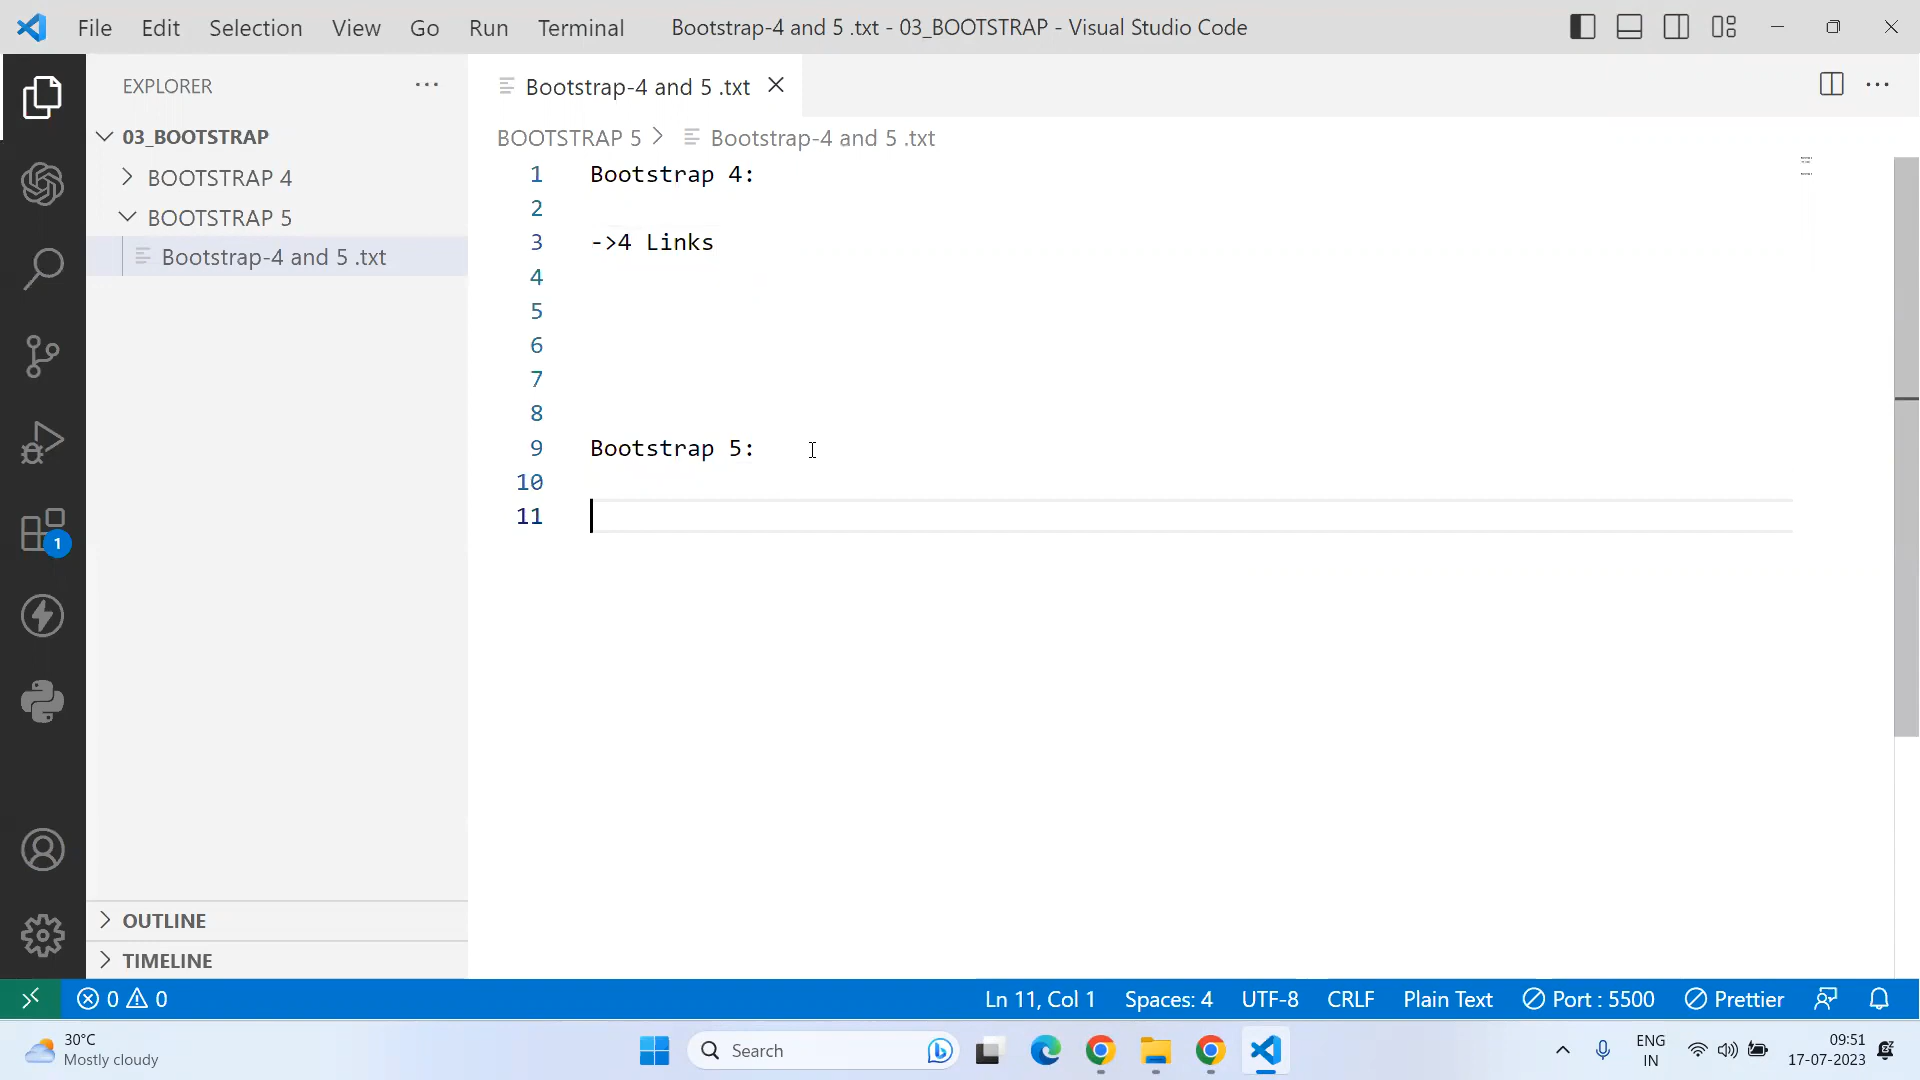 File Edit Selection View Go Run Terminal Bootstrap-4 and 5 .txt - 03_BOOTSTRAP - Visual Studio Code
EXPLORER
Bootstrap-4 and 5 .txt
03_BOOTSTRAP
BOOTSTRAP 4
BOOTSTRAP 5
Bootstrap-4 and 5 .txt
BOOTSTRAP 5 > Bootstrap-4 and 5 .txt
1 Bootstrap 4:
2
3 ->4 Links
4
5
6
7
8
9 Bootstrap 5:
10
11
1
OUTLINE
TIMELINE
0 0 Ln 11, Col 1 Spaces: 4 UTF-8 CRLF Plain Text Port : 5500 Prettier
30°C
Mostly cloudy
Search
ENG
IN
09:51
17-07-2023